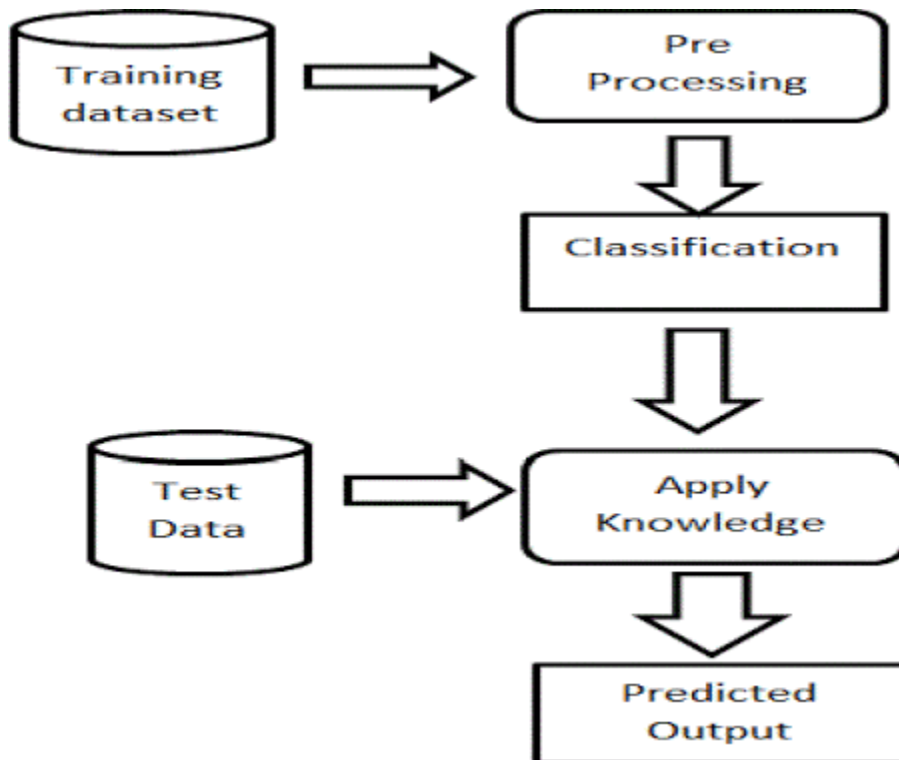 Training
dataset
Pre
Processing
Classification
Test
Data
Apply
Knowledge
Predicted
Output